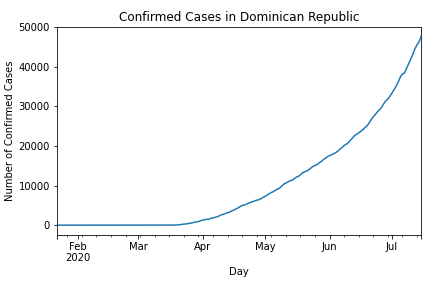 Confirmed Cases in Dominican Republic
50000
40000
30000
20000
10000
0
Number of Confirmed Cases
Feb Mar Apr May Jun Jul
2020
Day